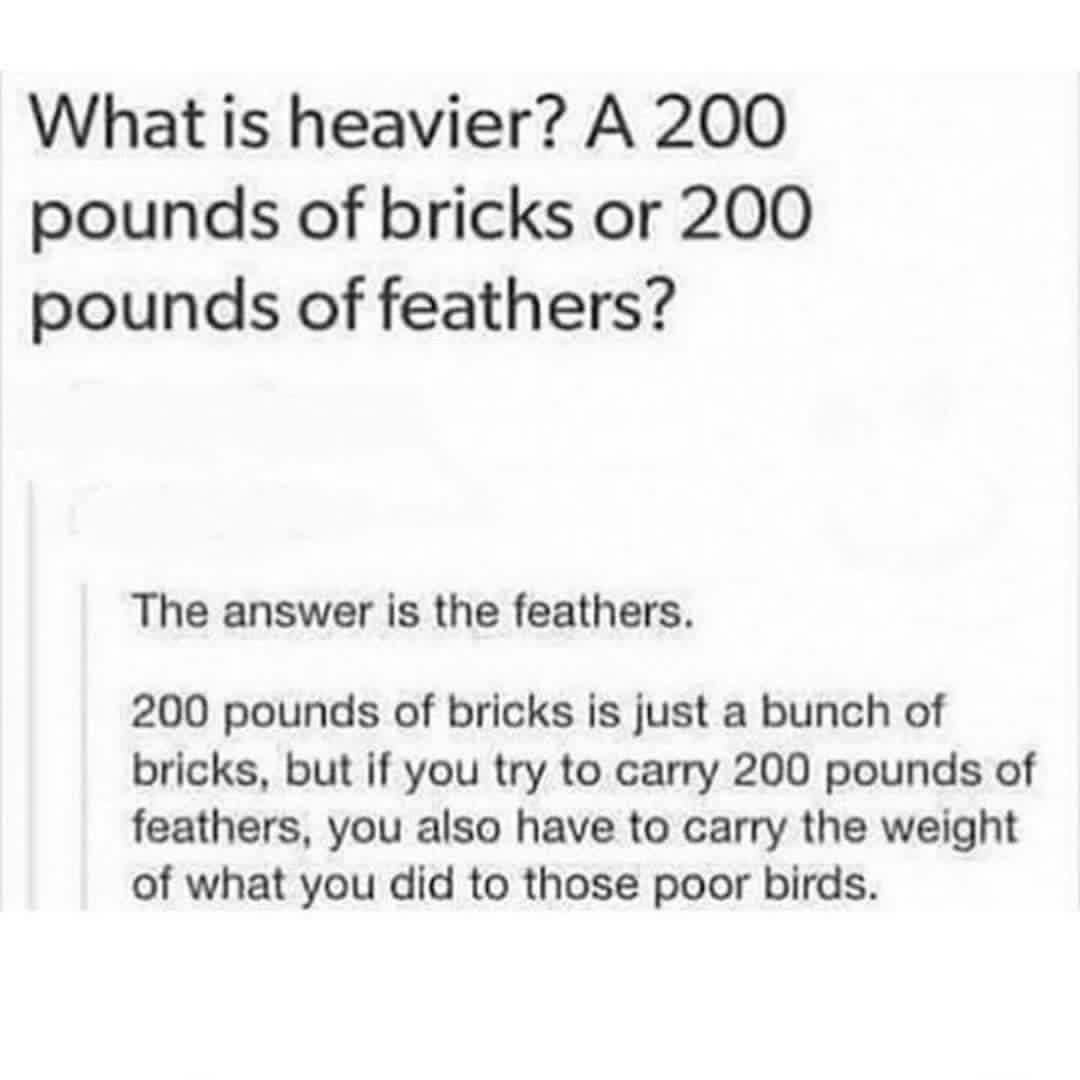 What is heavier? A 200
pounds of bricks or 200
pounds of feathers?
The answer is the feathers.
200 pounds of bricks is just a bunch of
bricks, but if you try to carry 200 pounds of
feathers, you also have to carry the weight
of what you did to those poor birds.